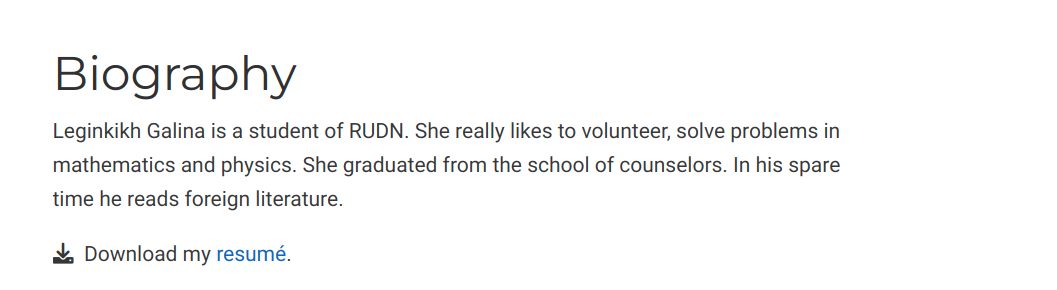 Biography
Leginkikh Galina is a student of RUDN. She really likes to volunteer, solve problems in
mathematics and physics. She graduated from the school of counselors. In his spare
time he reads foreign literature.
Download my resumé.